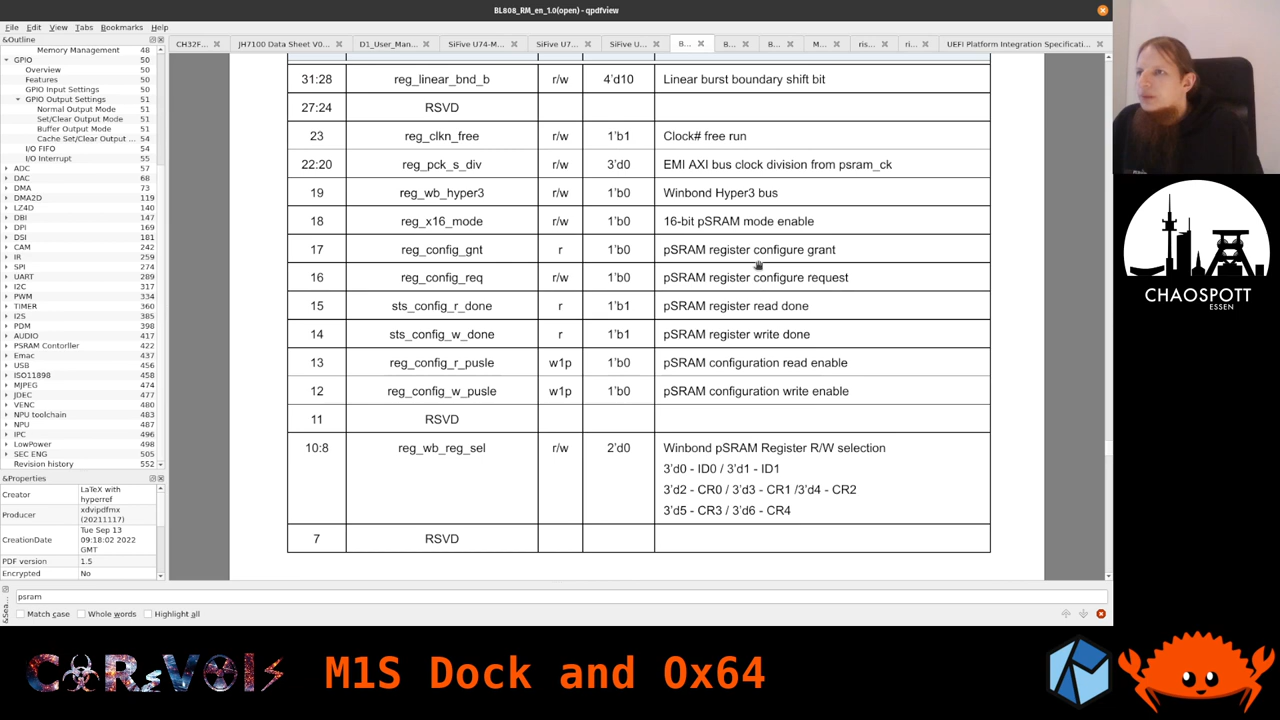 BL808_RM_en_1.0(open) - qpdfview
File Edit View Tabs Bookmarks Help
&Outline
Memory Management 48
GPIO 50
Overview 50
Features 50
GPIO Input Settings 50
GPIO Output Settings 51
Normal Output Mode 51
Set/Clear Output Mode 51
Buffer Output Mode 51
Cache Set/Clear Output ... 54
I/O FIFO 54
I/O Interrupt 55
ADC 57
DAC 68
DMA 73
DMA2D 119
LZ4D 140
DBI 147
DPI 169
DSI 181
CAM 242
IR 259
SPI 274
UART 289
I2C 317
PWM 334
TIMER 360
I2S 385
PDM 398
AUDIO 417
PSRAM Contorller 422
Emac 437
USB 456
ISO11898 456
MJPEG 474
JDEC 477
VENC 480
NPU toolchain 483
NPU 487
IPC 496
LowPower 498
SEC ENG 505
Revision history 552
&Properties
Creator LaTeX with hyperref
Producer xdvipdfmx (20211117)
CreationDate Tue Sep 13 09:18:02 2022 GMT
PDF version 1.5
Encrypted No
CH32F... JH7100 Data Sheet V0... D1_User_Man... SiFive U74-M... SiFive U7... SiFive U... B... B... B... M... ris... ri... UEFI Platform Integration Specificati...
31:28 reg_linear_bnd_b r/w 4'd10 Linear burst boundary shift bit
27:24 RSVD
23 reg_clkn_free r/w 1'b1 Clock# free run
22:20 reg_pck_s_div r/w 3'd0 EMI AXI bus clock division from psram_ck
19 reg_wb_hyper3 r/w 1'b0 Winbond Hyper3 bus
18 reg_x16_mode r/w 1'b0 16-bit pSRAM mode enable
17 reg_config_gnt r 1'b0 pSRAM register configure grant
16 reg_config_req r/w 1'b0 pSRAM register configure request
15 sts_config_r_done r 1'b1 pSRAM register read done
14 sts_config_w_done r 1'b1 pSRAM register write done
13 reg_config_r_pusle w1p 1'b0 pSRAM configuration read enable
12 reg_config_w_pusle w1p 1'b0 pSRAM configuration write enable
11 RSVD
10:8 reg_wb_reg_sel r/w 2'd0 Winbond pSRAM Register R/W selection
3'd0 - ID0 / 3'd1 - ID1
3'd2 - CR0 / 3'd3 - CR1 /3'd4 - CR2
3'd5 - CR3 / 3'd6 - CR4
7 RSVD
&Sea...
psram
Match case Whole words Highlight all
CHAOSPOTT
ESSEN
M1S Dock and Ox64